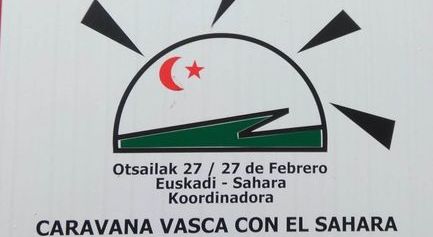 Otsailak 27 / 27 de Febrero
Euskadi - Sahara
Koordinadora
CARAVANA VASCA CON EL SAHARA